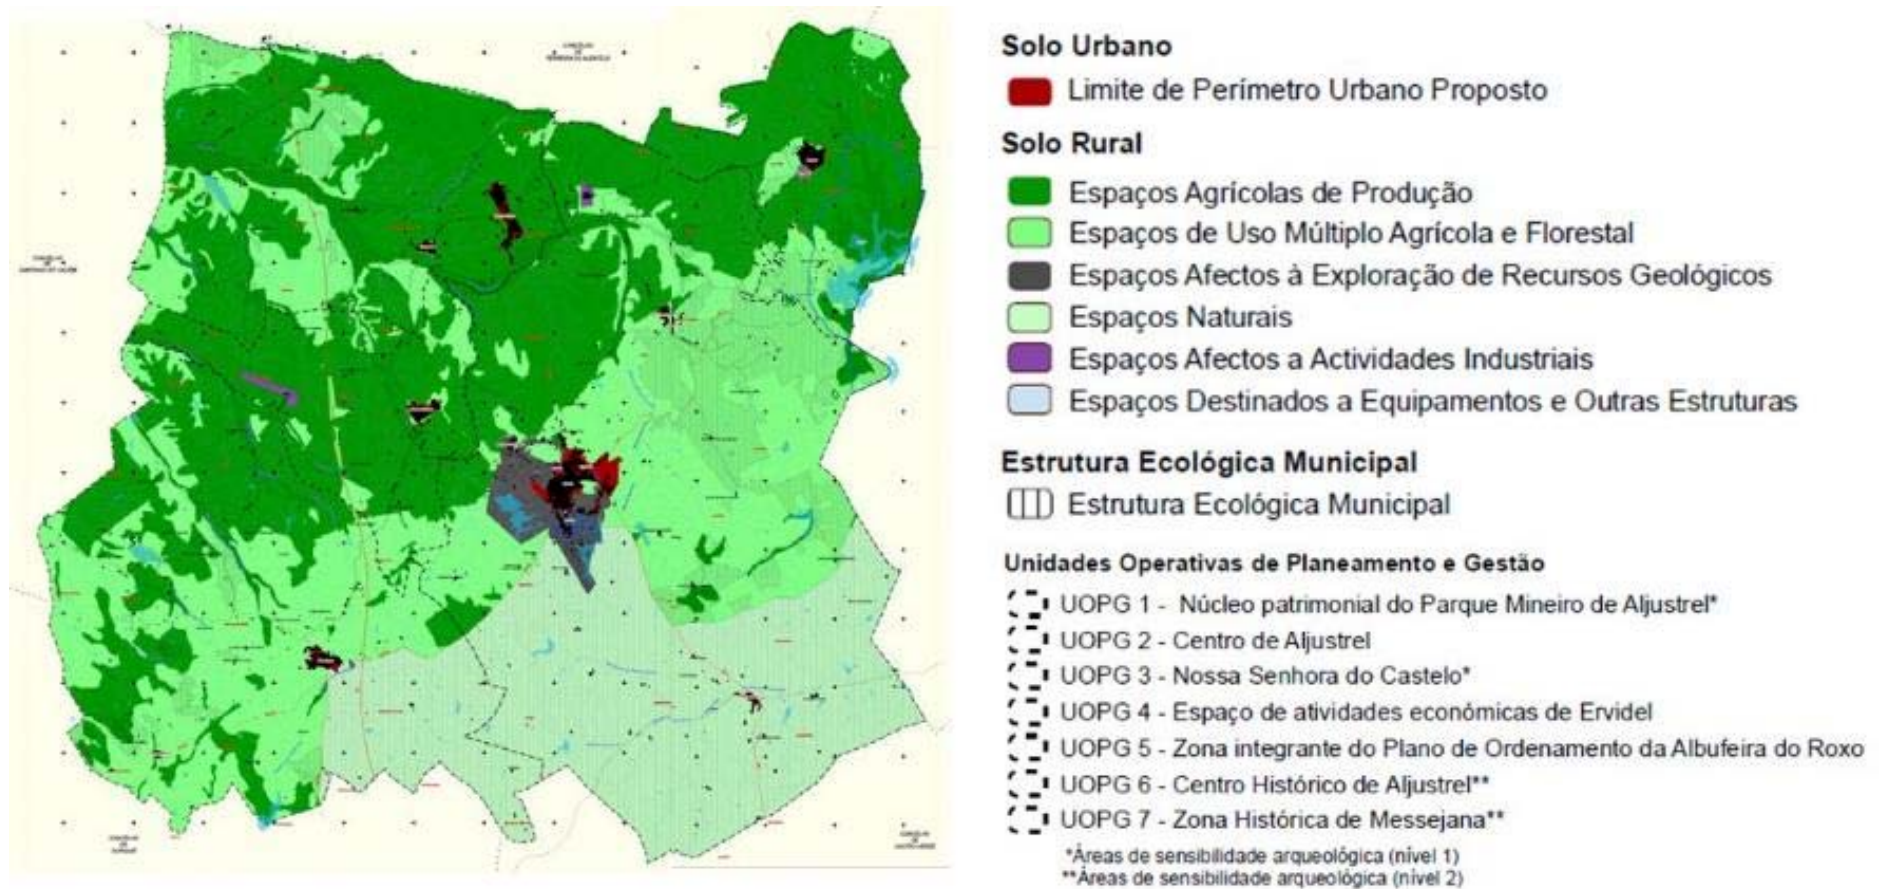 Solo Urbano
Limite de Perímetro Urbano Proposto
Solo Rural
Espaços Agrícolas de Produção
Espaços de Uso Múltiplo Agrícola e Florestal
Espaços Afectos à Exploração de Recursos Geológicos
Espaços Naturais
Espaços Afectos a Actividades Industriais
Espaços Destinados a Equipamentos e Outras Estruturas
Estrutura Ecológica Municipal
Estrutura Ecológica Municipal
Unidades Operativas de Planeamento e Gestão
UOPG 1 - Núcleo patrimonial do Parque Mineiro de Aljustrel*
UOPG 2 - Centro de Aljustrel
UOPG 3 - Nossa Senhora do Castelo*
UOPG 4 - Espaço de atividades económicas de Ervidel
UOPG 5 - Zona integrante do Plano de Ordenamento da Albufeira do Roxo
UOPG 6 - Centro Histórico de Aljustrel**
UOPG 7 - Zona Histórica de Messejana**
*Áreas de sensibilidade arqueológica (nível 1)
**Áreas de sensibilidade arqueológica (nível 2)